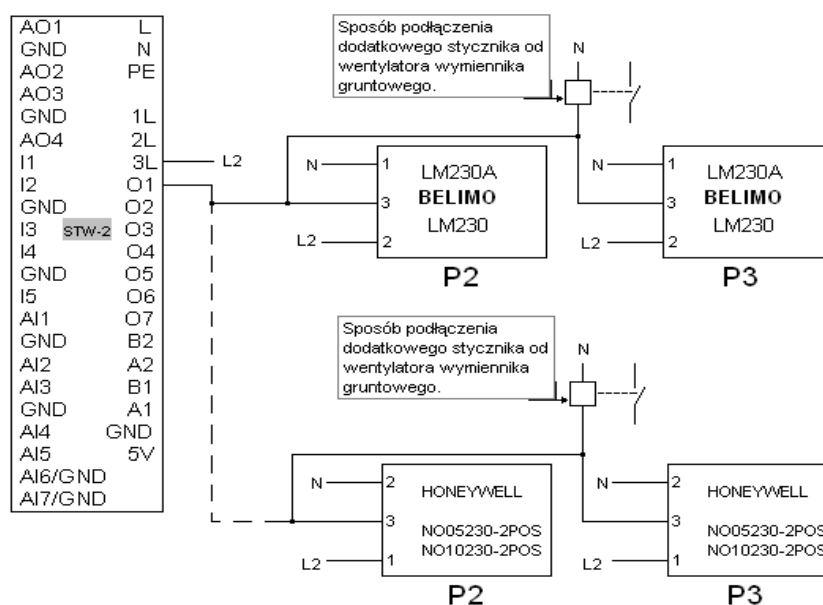 AO1 L
GND N
AO2 PE
AO3
GND 1L
AO4 2L
I1 3L
I2 O1
GND O2
I3 STW-2 O3
I4 O4
GND O5
I5 O6
AI1 O7
GND B2
AI2 A2
AI3 B1
GND A1
AI4 GND
AI5 5V
AI6/GND
AI7/GND
L2
Sposób podłączenia
dodatkowego stycznika od
wentylatora wymiennika
gruntowego.
N
N 1 LM230A
3 BELIMO
L2 2 LM230
P2
N 1 LM230A
3 BELIMO
L2 2 LM230
P3
Sposób podłączenia
dodatkowego stycznika od
wentylatora wymiennika
gruntowego.
N
N 2 HONEYWELL
3 NO05230-2POS
NO10230-2POS
L2 1
P2
N 2 HONEYWELL
3 NO05230-2POS
NO10230-2POS
L2 1
P3